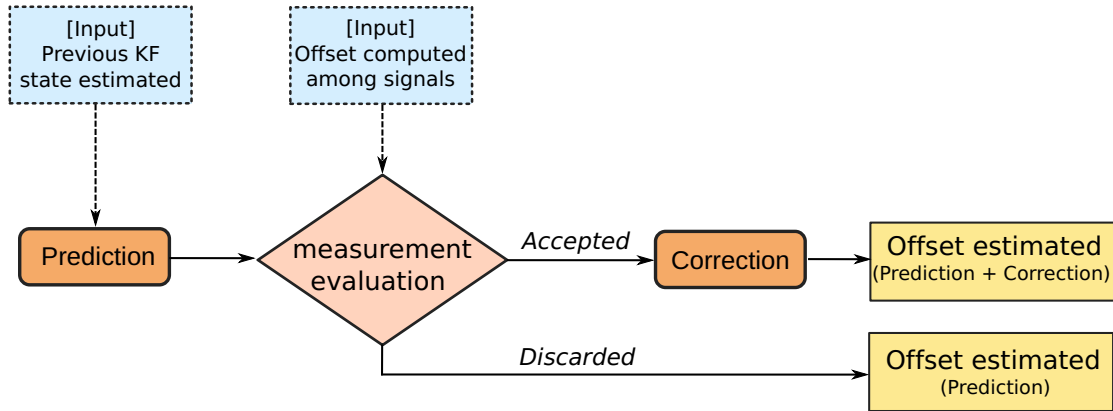 [Input]
Previous KF
state estimated
[Input]
Offset computed
among signals
Prediction
measurement
evaluation
Accepted
Correction
Offset estimated
(Prediction + Correction)
Discarded
Offset estimated
(Prediction)